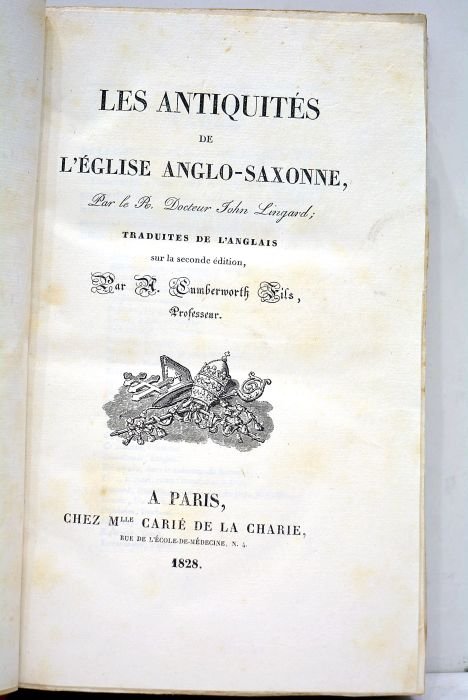 LES ANTIQUITÉS
DE
L'ÉGLISE ANGLO-SAXONNE,
Par le R. Docteur John Lingard;
TRADUITES DE L'ANGLAIS
sur la seconde édition,
Par A. Cumberworth Fils,
Professeur.
A PARIS,
CHEZ MLLE CARIÉ DE LA CHARIE,
RUE DE L'ÉCOLE-DE-MÉDECINE, N. 4.
1828.